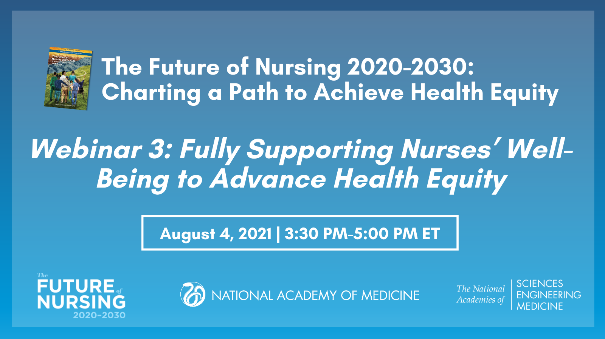 The Future of Nursing 2020-2030:
Charting a Path to Achieve Health Equity
Webinar 3: Fully Supporting Nurses' Well-
Being to Advance Health Equity
August 4, 2021 | 3:30 PM-5:00 PM ET
The
FUTURE of
NURSING
2020-2030
NATIONAL ACADEMY OF MEDICINE
The National
Academies of
SCIENCES
ENGINEERING
MEDICINE